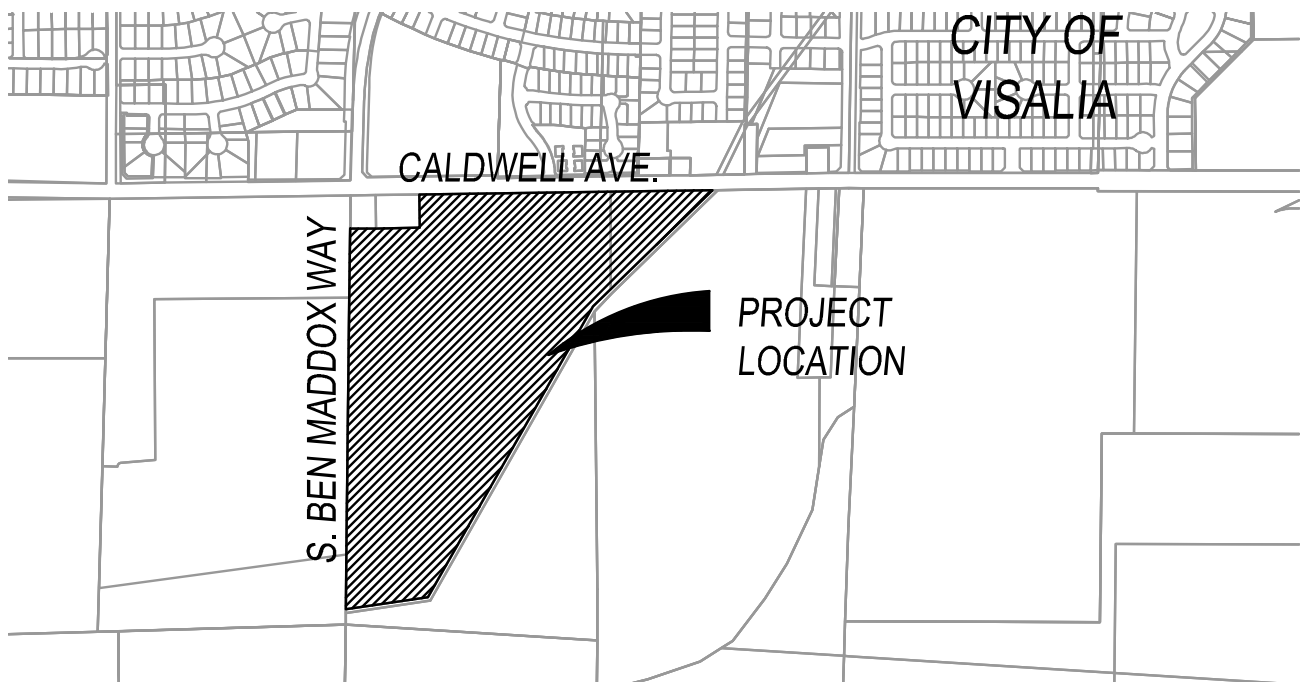 CITY OF
VISALIA
CALDWELL AVE.
S. BEN MADDOX WAY
PROJECT
LOCATION